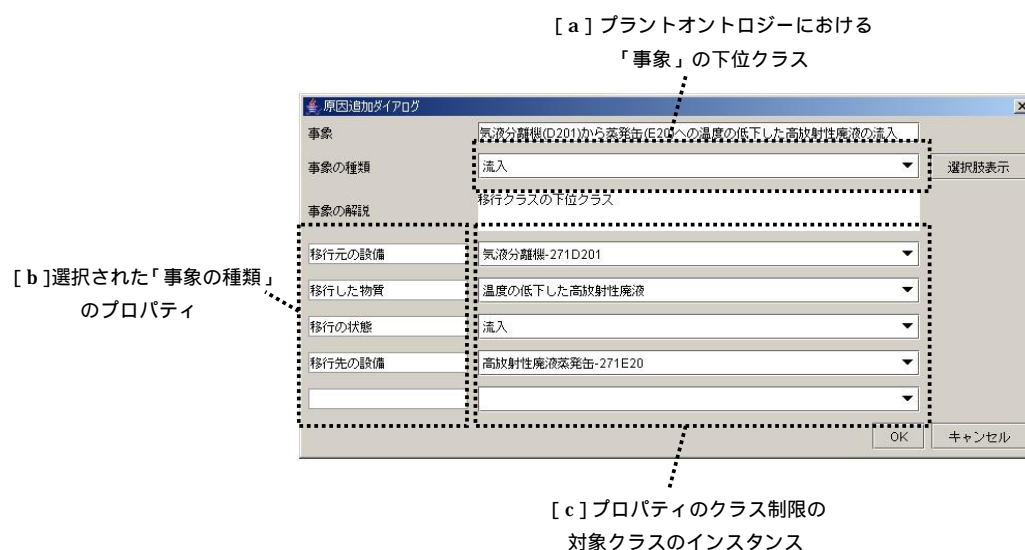 [ a ] プラントオントロジーにおける
「事象」の下位クラス
原因追加ダイアログ
事象 気液分離機(D201)から蒸発缶(E20)への温度の低下した高放射性廃液の流入
事象の種類 流入 選択肢表示
事象の解説 移行クラスの下位クラス
移行元の設備 気液分離機-271D201
[ b ]選択された「事象の種類」
のプロパティ
移行した物質 温度の低下した高放射性廃液
移行の状態 流入
移行先の設備 高放射性廃液蒸発缶-271E20
OK キャンセル
[ c ]プロパティのクラス制限の
対象クラスのインスタンス